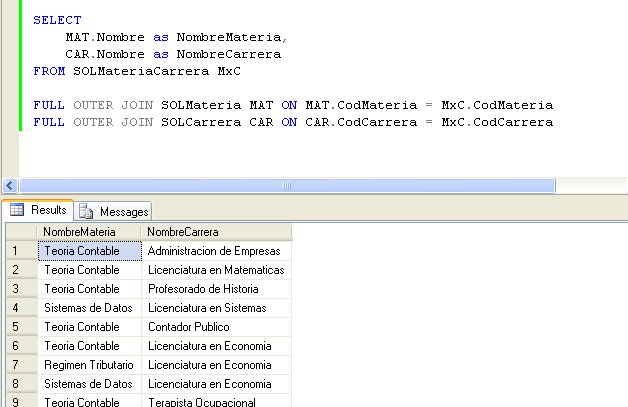 SELECT
MAT.Nombre as NombreMateria,
CAR.Nombre as NombreCarrera
FROM SOLMateriaCarrera MxC
FULL OUTER JOIN SOLMateria MAT ON MAT.CodMateria = MxC.CodMateria
FULL OUTER JOIN SOLCarrera CAR ON CAR.CodCarrera = MxC.CodCarrera
Results Messages
NombreMateria NombreCarrera
1 Teoria Contable Administracion de Empresas
2 Teoria Contable Licenciatura en Matematicas
3 Teoria Contable Profesorado de Historia
4 Sistemas de Datos Licenciatura en Sistemas
5 Teoria Contable Contador Publico
6 Teoria Contable Licenciatura en Economia
7 Regimen Tributario Licenciatura en Economia
8 Sistemas de Datos Licenciatura en Economia
9 Teoria Contable Terapista Ocupacional